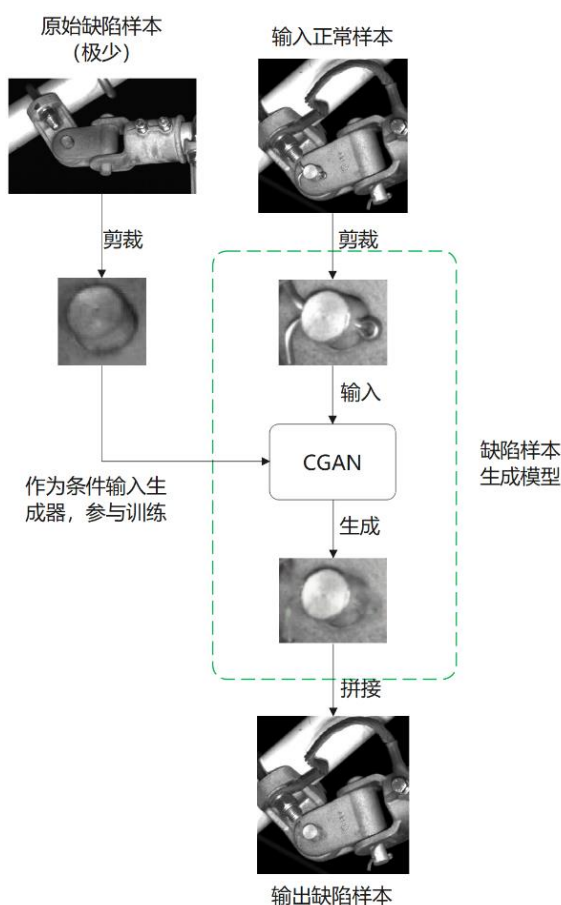 原始缺陷样本
（极少）
输入正常样本
剪裁
剪裁
输入
CGAN
作为条件输入生
成器，参与训练
缺陷样本
生成模型
生成
拼接
输出缺陷样本